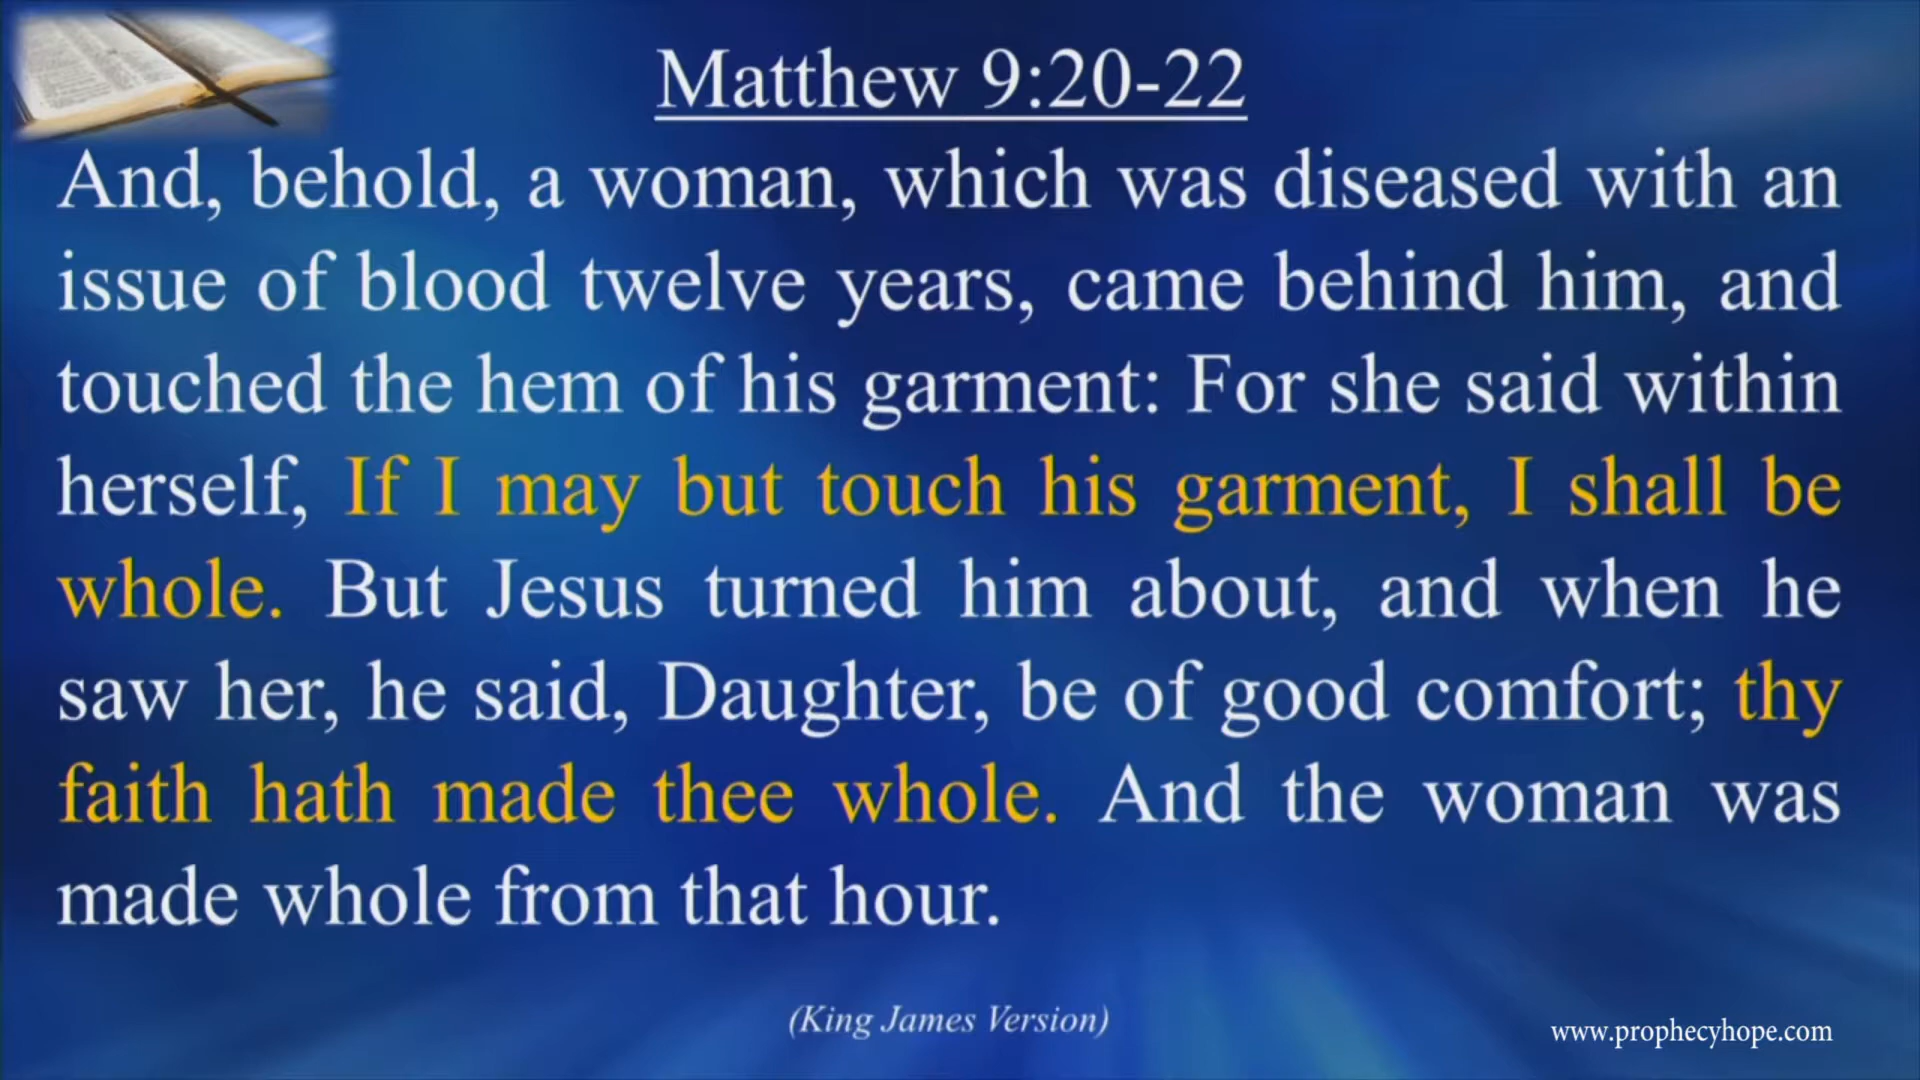 Matthew 9:20-22
And, behold, a woman, which was diseased with an
issue of blood twelve years, came behind him, and
touched the hem of his garment: For she said within
herself, If I may but touch his garment, I shall be
whole. But Jesus turned him about, and when he
saw her, he said, Daughter, be of good comfort; thy
faith hath made thee whole. And the woman was
made whole from that hour.
(King James Version)
www.prophecyhope.com